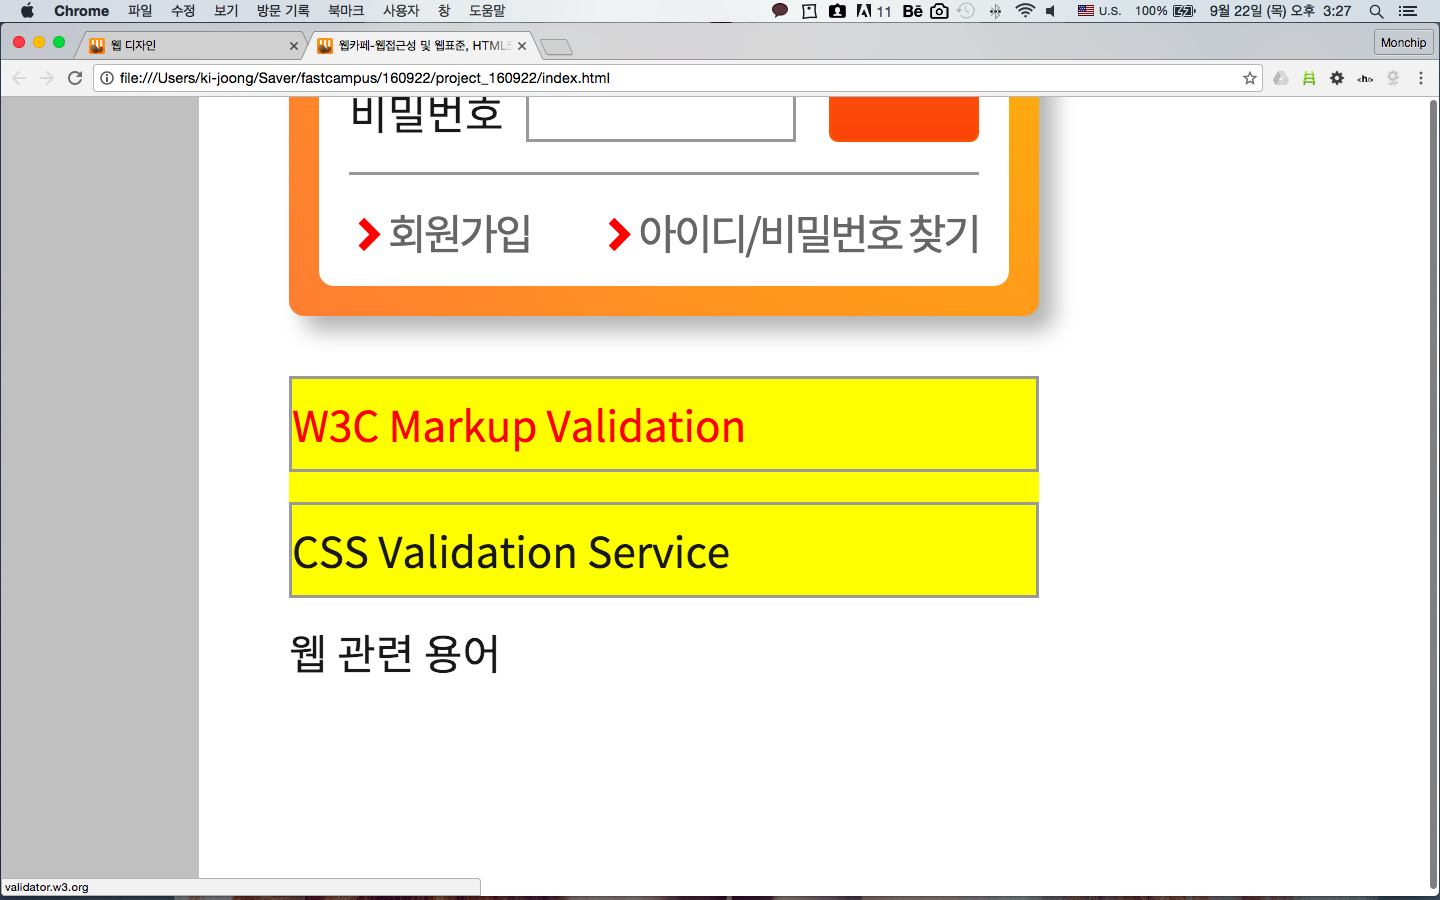 Chrome 파일 수정 보기 방문 기록 북마크 사용자 창 도움말 11 Bē U.S. 100% 9월 22일 (목) 오후 3:27
웹 디자인
웹카페-웹접근성 및 웹표준, HTML5
Monchip
file:///Users/ki-joong/Saver/fastcampus/160922/project_160922/index.html
비밀번호
회원가입 아이디/비밀번호 찾기
W3C Markup Validation
CSS Validation Service
웹 관련 용어
validator.w3.org